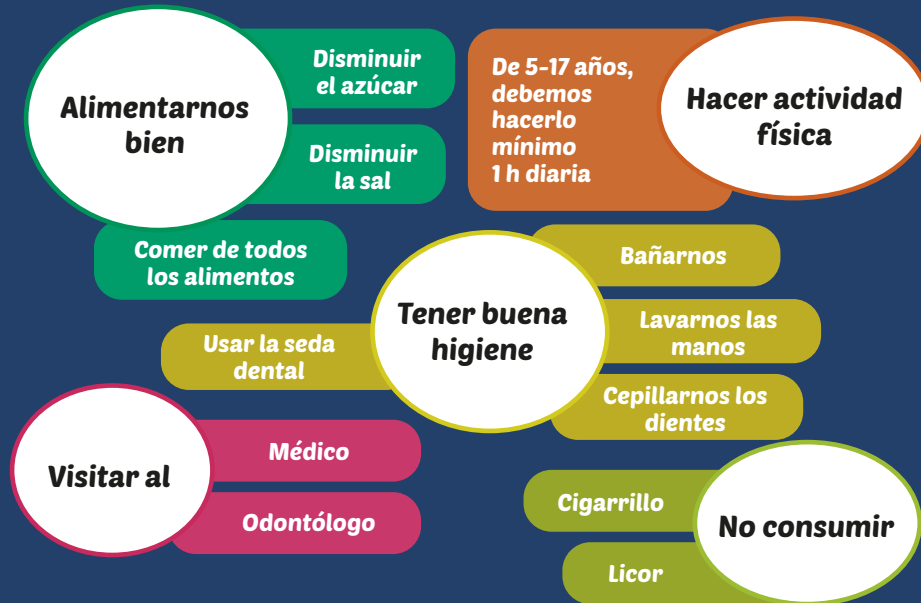 Alimentarnos
bien
Disminuir
el azúcar
Disminuir
la sal
Comer de todos
los alimentos
Hacer actividad
física
De 5-17 años,
debemos
hacerlo
mínimo
1 h diaria
Tener buena
higiene
Bañarnos
Lavarnos las
manos
Cepillarnos los
dientes
Usar la seda
dental
Visitar al
Médico
Odontólogo
No consumir
Cigarrillo
Licor